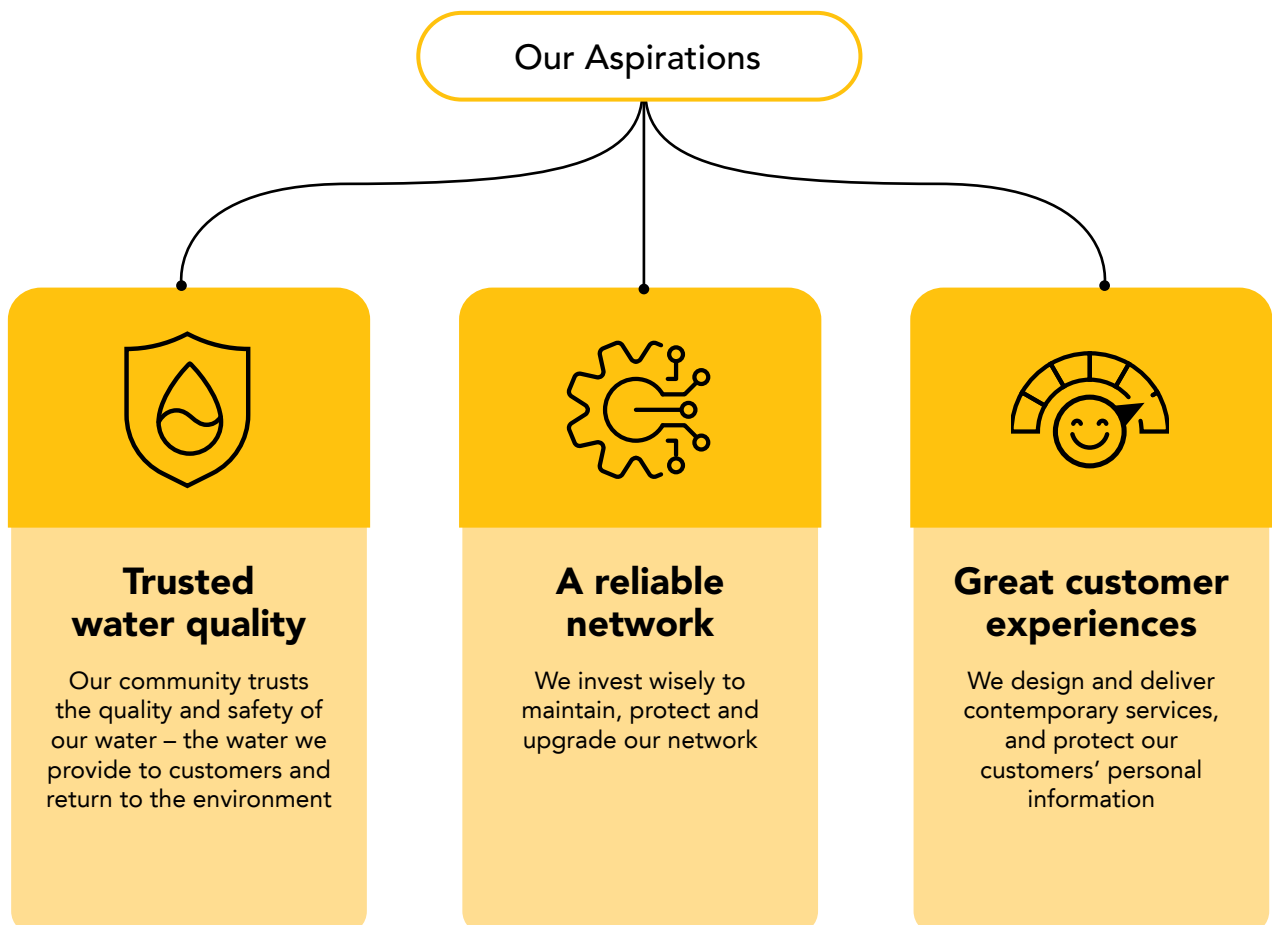 Our Aspirations
Trusted
water quality
Our community trusts
the quality and safety of
our water – the water we
provide to customers and
return to the environment
A reliable
network
We invest wisely to
maintain, protect and
upgrade our network
Great customer
experiences
We design and deliver
contemporary services,
and protect our
customers’ personal
information